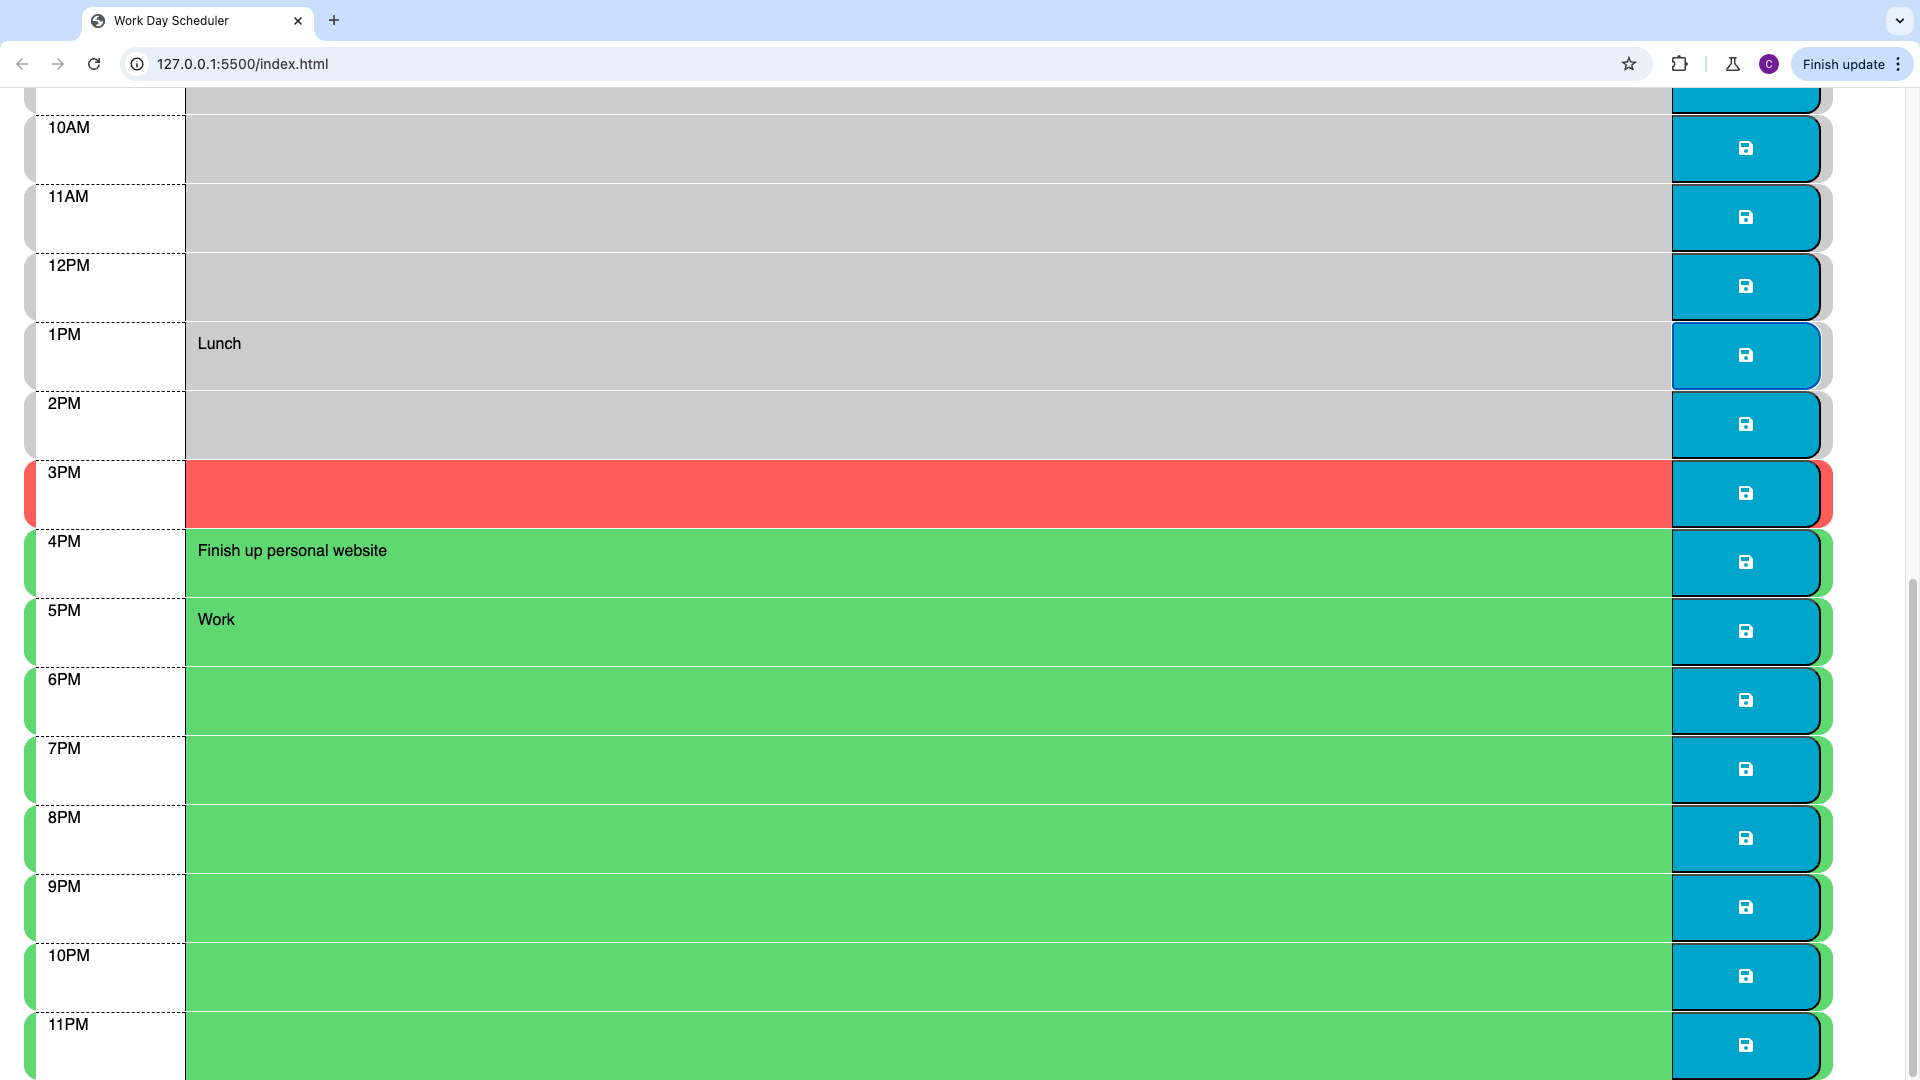 Work Day Scheduler
127.0.0.1:5500/index.html
C
Finish update
10AM
11AM
12PM
1PM
Lunch
2PM
3PM
4PM
Finish up personal website
5PM
Work
6PM
7PM
8PM
9PM
10PM
11PM